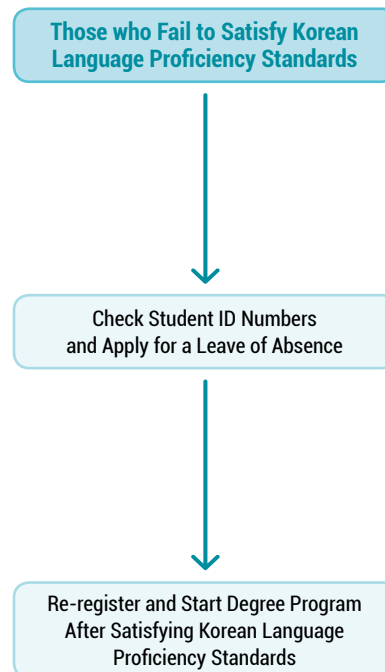 Those who Fail to Satisfy Korean
Language Proficiency Standards
Check Student ID Numbers
and Apply for a Leave of Absence
Re-register and Start Degree Program
After Satisfying Korean Language
Proficiency Standards